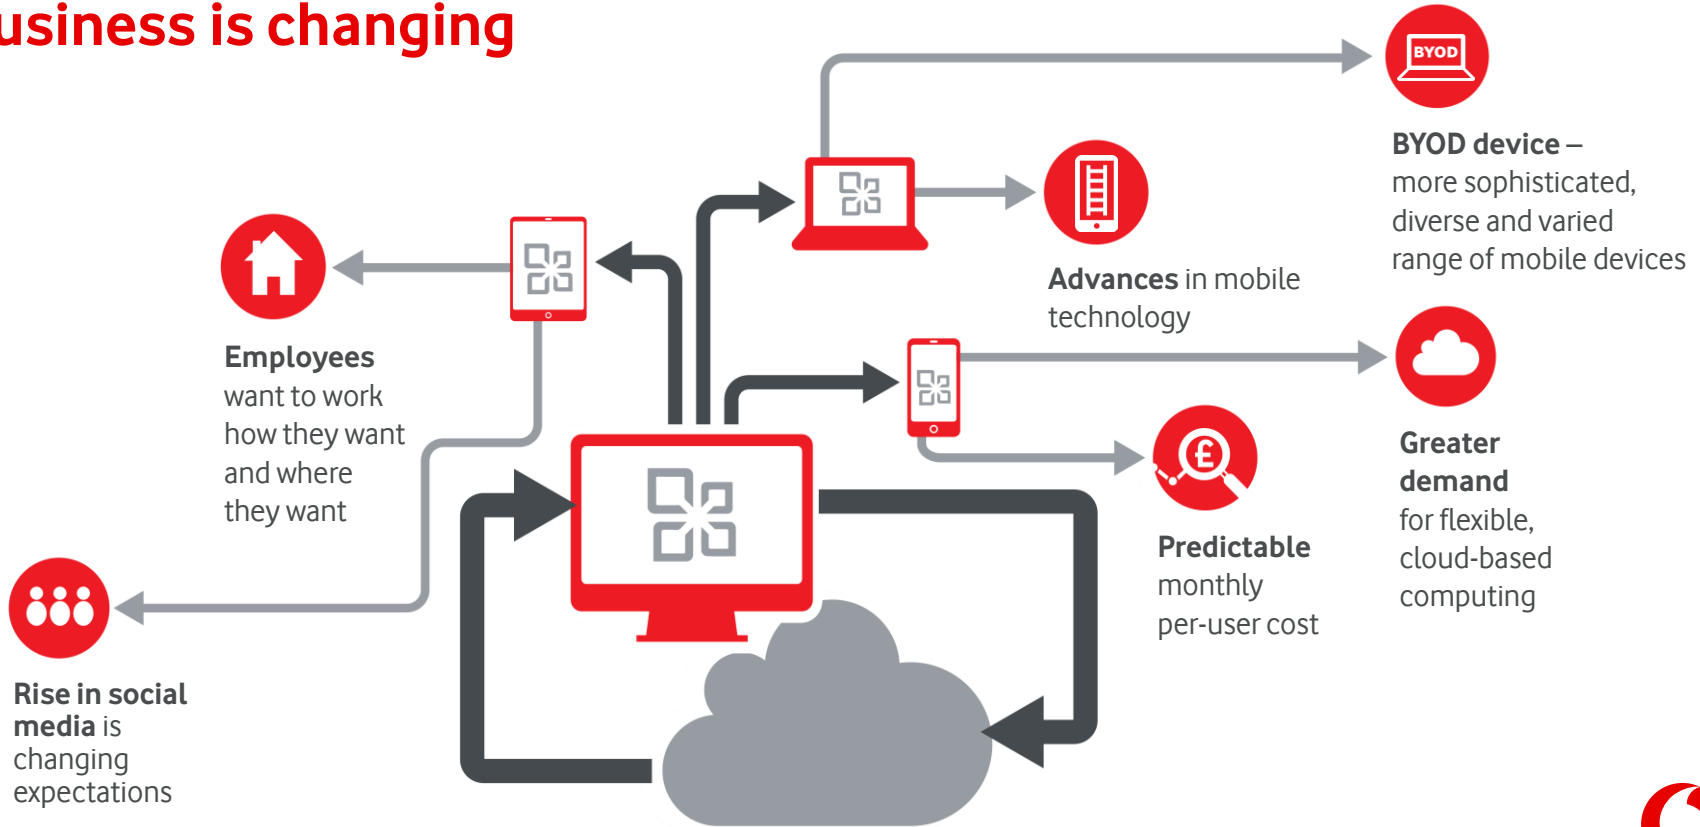 usiness is changing
BYOD
BYOD device –
more sophisticated,
diverse and varied
range of mobile devices
Advances in mobile
technology
Employees
want to work
how they want
and where
they want
£
Greater
demand
for flexible,
cloud-based
computing
Predictable
monthly
per-user cost
Rise in social
media is
changing
expectations